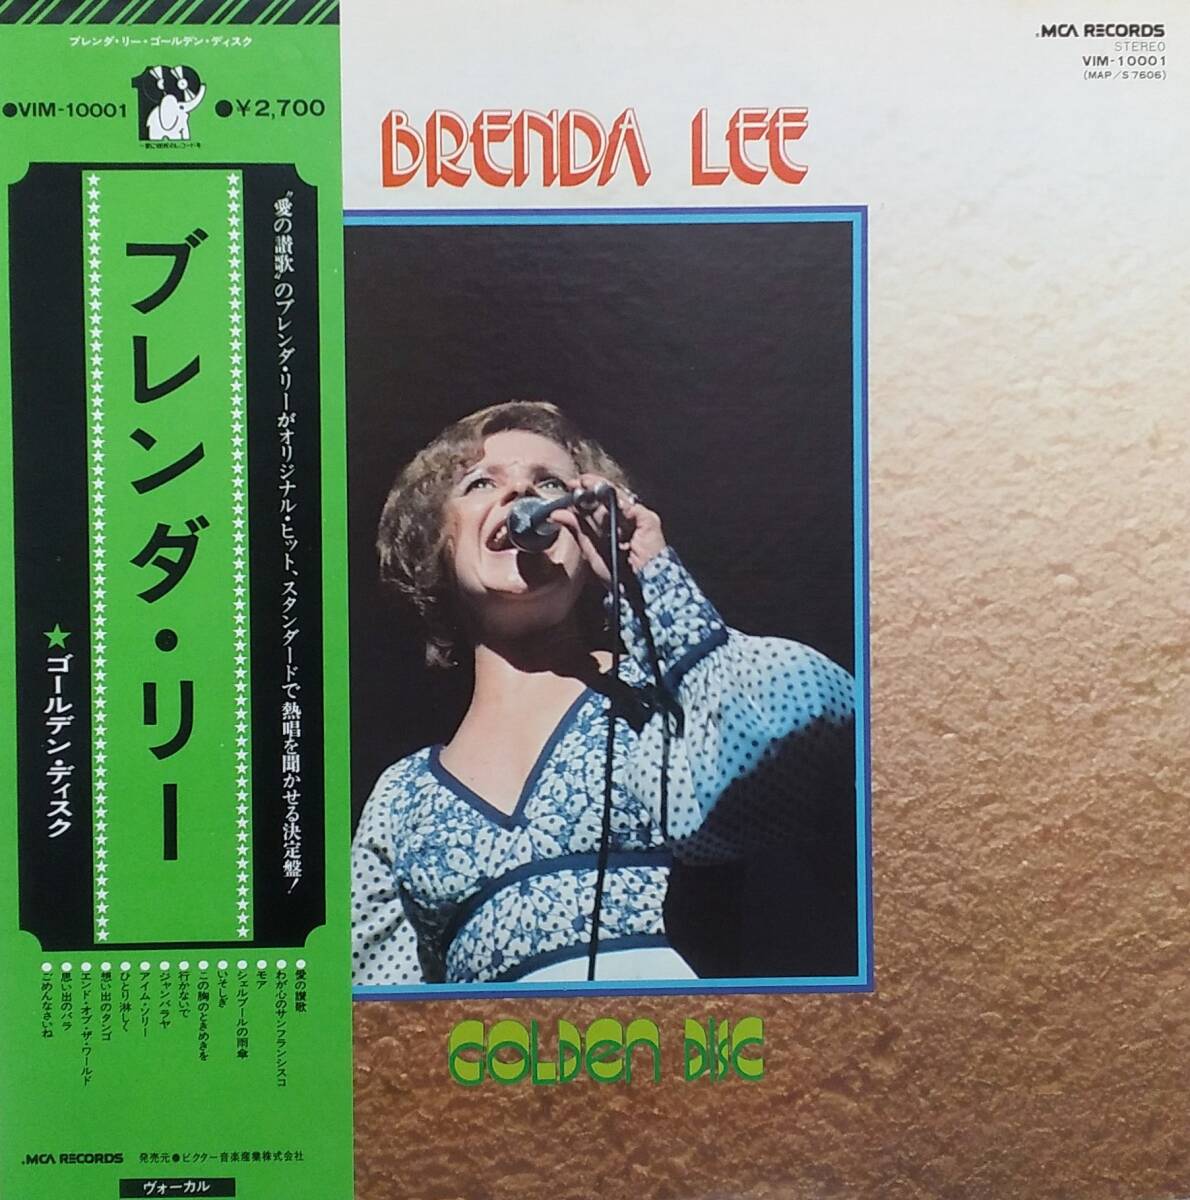 ブレンダ・リー・ゴールデン・ディスク
●VIM-10001
●¥2,700
"愛の讃歌"のブレンダ・リーがオリジナル・ヒット、スタンダードで熱唱を聞かせる決定盤!
ブレンダ・リー
★ゴールデン・ディスク
●愛の讃歌
●わが心のサンフランシスコ
●モア
●シェルブールの雨傘
●いそしぎ
●この胸のときめきを
●行かないで
●ジャンバラヤ
●アイム・ソリー
●ひとり淋しく
●想い出のタンゴ
●エンド・オブ・ザ・ワールド
●思い出のバラ
●ごめんなさいね
MCA RECORDS 発売元●ビクター音楽産業株式会社
ヴォーカル
MCA RECORDS
STEREO
VIM-10001
(MAP/S7606)
BRENDA LEE
GOLDEN DISC